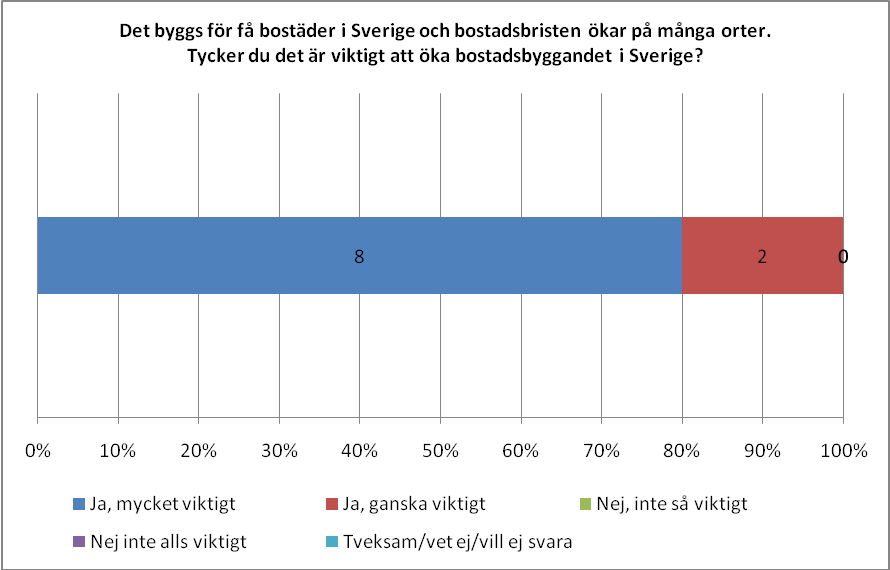 Det byggs för få bostäder i Sverige och bostadsbristen ökar på många orter.
Tycker du det är viktigt att öka bostadsbyggandet i Sverige?
8 2 0
0% 10% 20% 30% 40% 50% 60% 70% 80% 90% 100%
Ja, mycket viktigt Ja, ganska viktigt Nej, inte så viktigt
Nej inte alls viktigt Tveksam/vet ej/vill ej svara